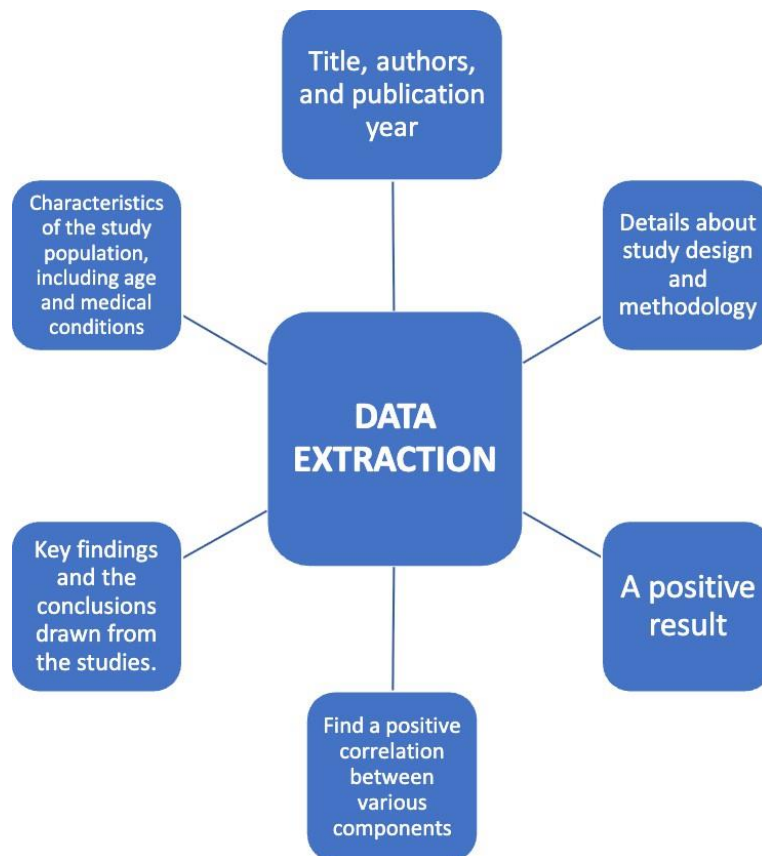 Title, authors,
and publication
year
Characteristics
of the study
population,
including age
and medical
conditions
Details about
study design
and
methodology
DATA
EXTRACTION
Key findings
and the
conclusions
drawn from
the studies.
A positive
result
Find a positive
correlation
between
various
components